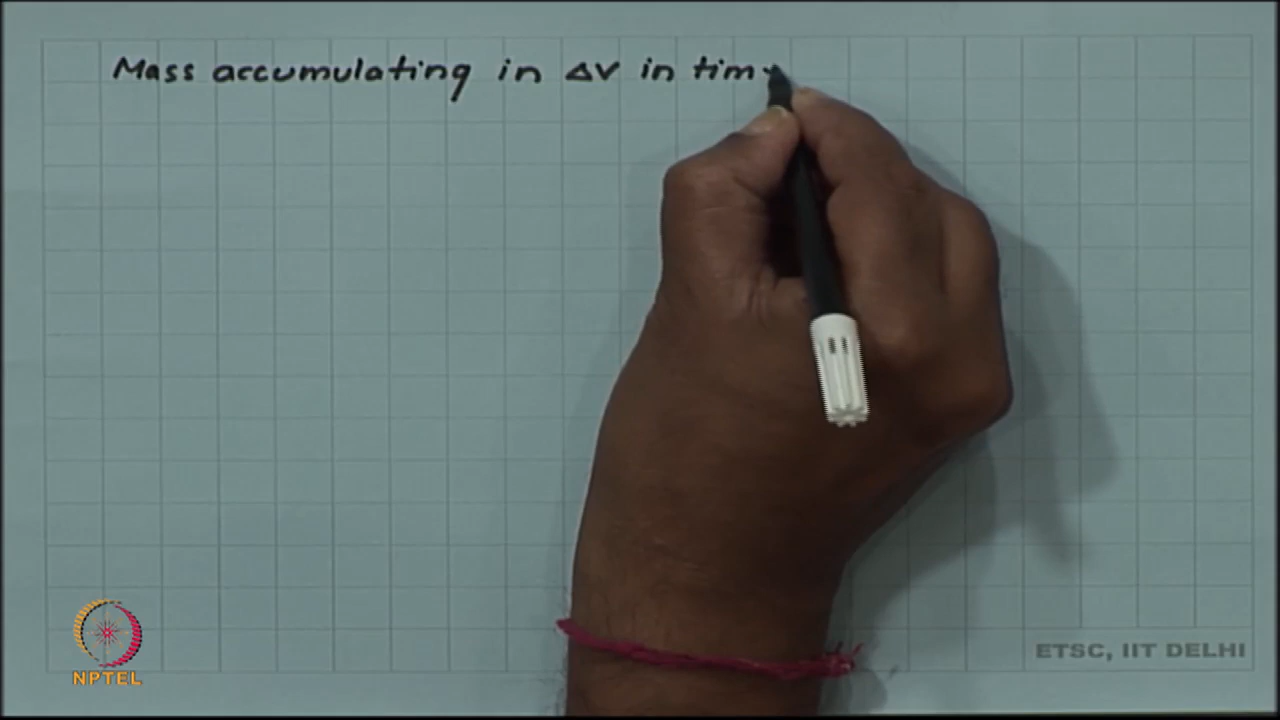 Mass accumulating in ΔV in tim
NPTEL
ETSC, IIT DELHI